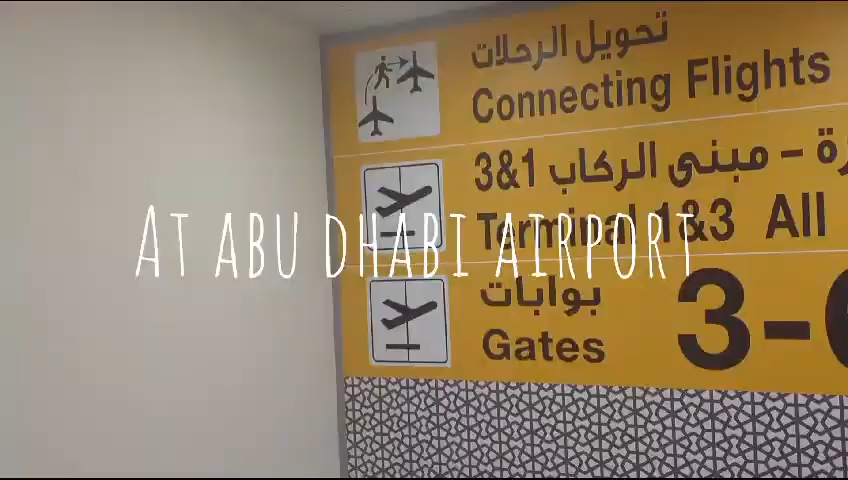 تحويل الرحلات
Connecting Flights
مبنى الركاب 1&3
Terminal 1&3 All
بوابات
Gates
3-
AT ABU DHABI AIRPORT